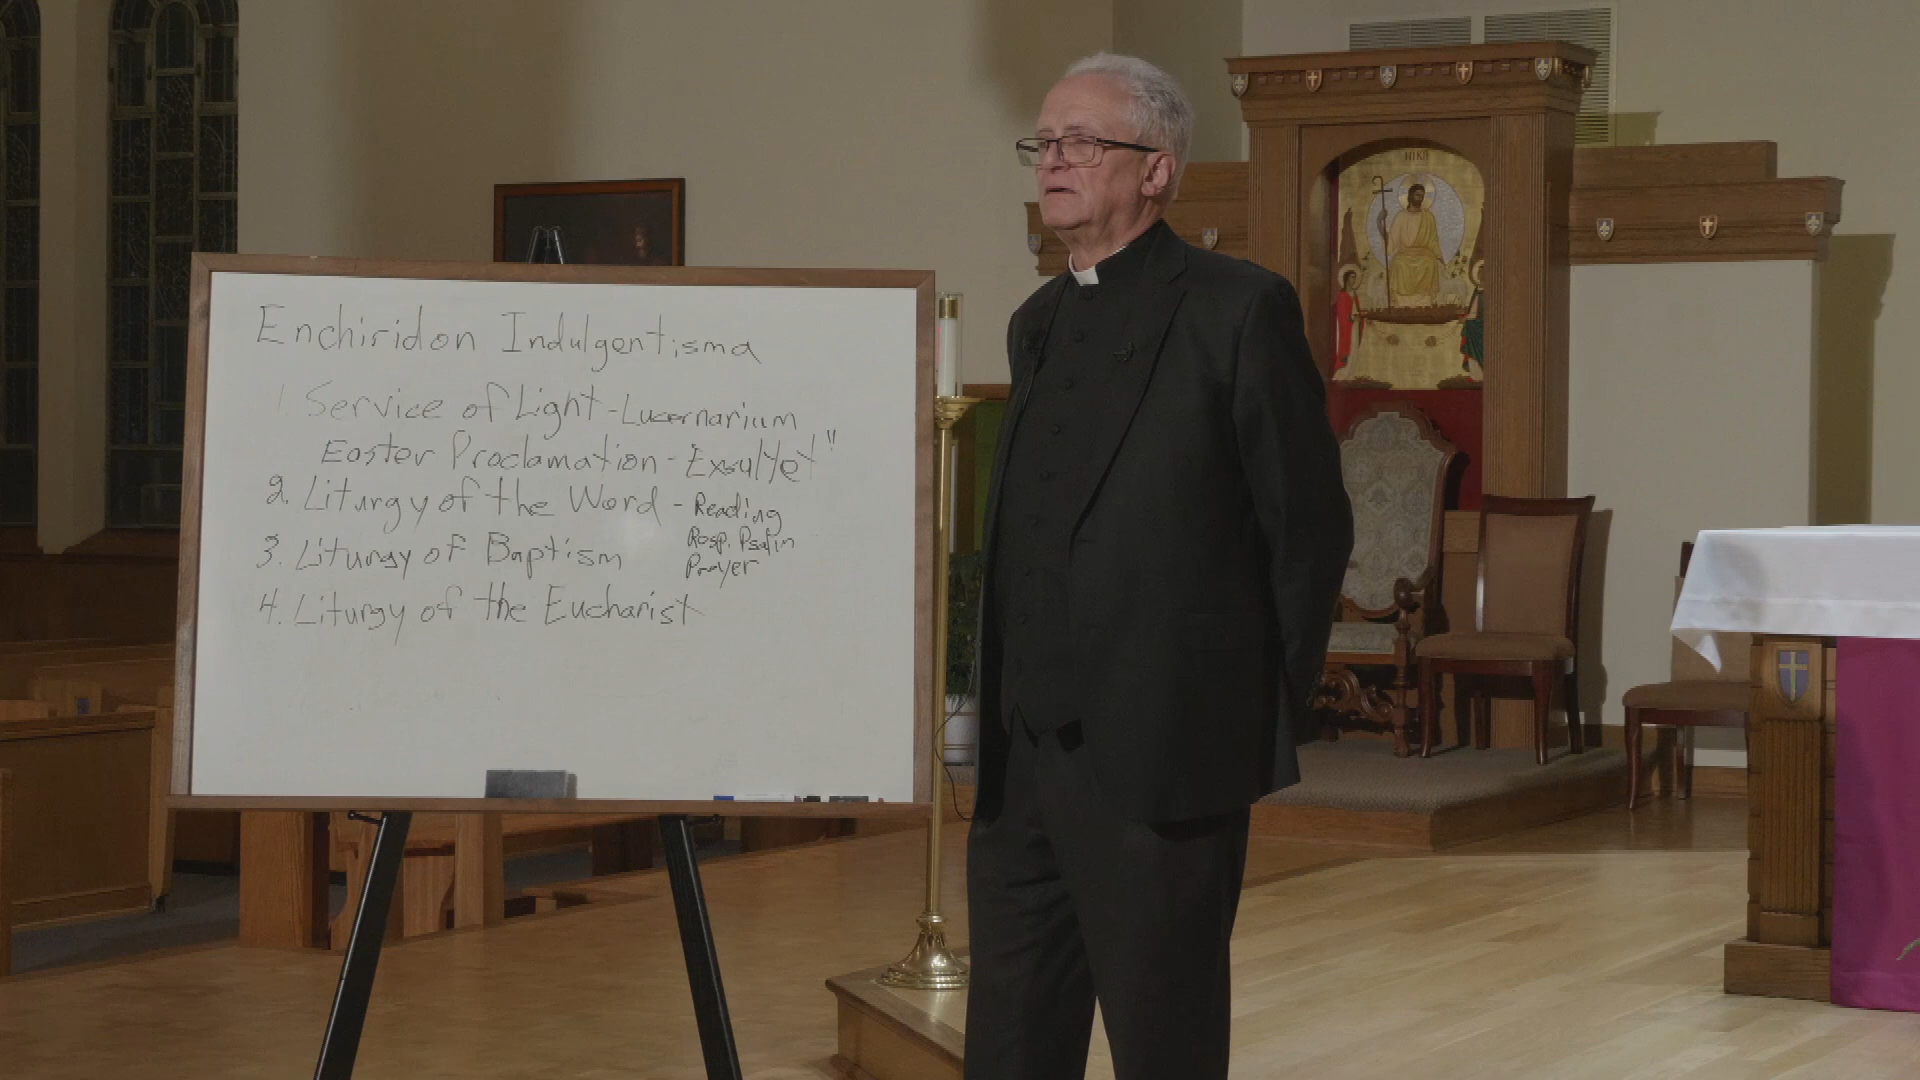 Enchiridon Indulgentisma
1. Service of Light - Lucernarium
Easter Proclamation - Exsultet"
2. Liturgy of the Word - Reading
Resp. Psalm
Prayer
3. Liturgy of Baptism
4. Liturgy of the Eucharist
NIKA